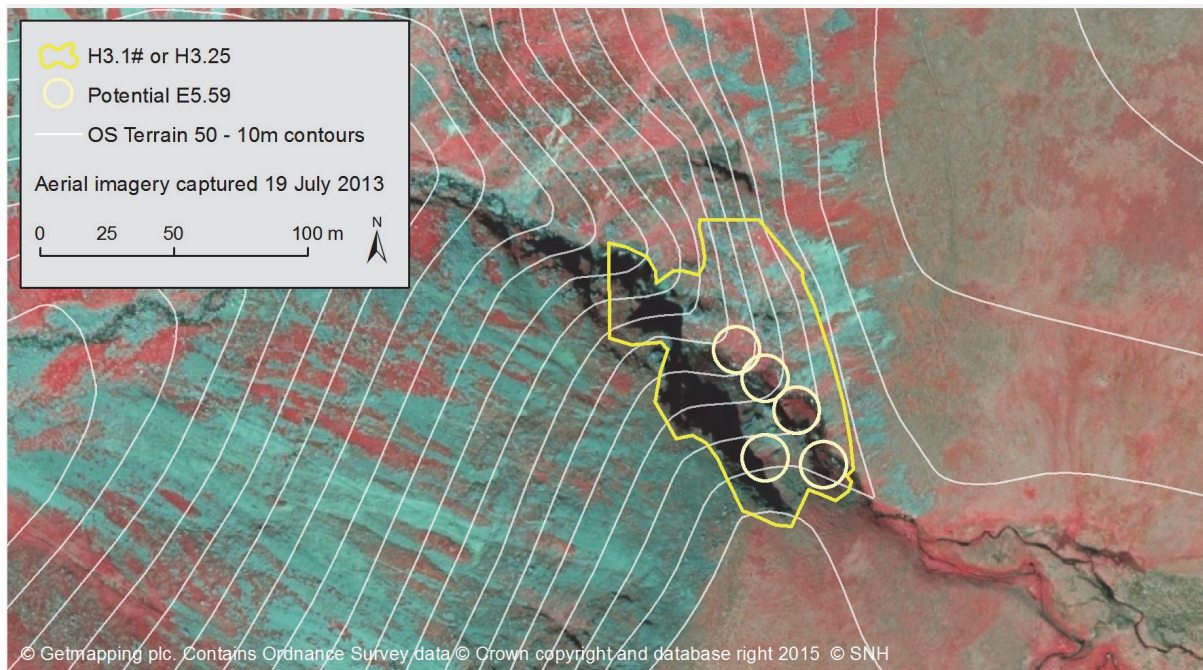 H3.1# or H3.25
Potential E5.59
OS Terrain 50 - 10m contours
Aerial imagery captured 19 July 2013
N
0 25 50 100 m
© Getmapping plc. Contains Ordnance Survey data © Crown copyright and database right 2015 © SNH